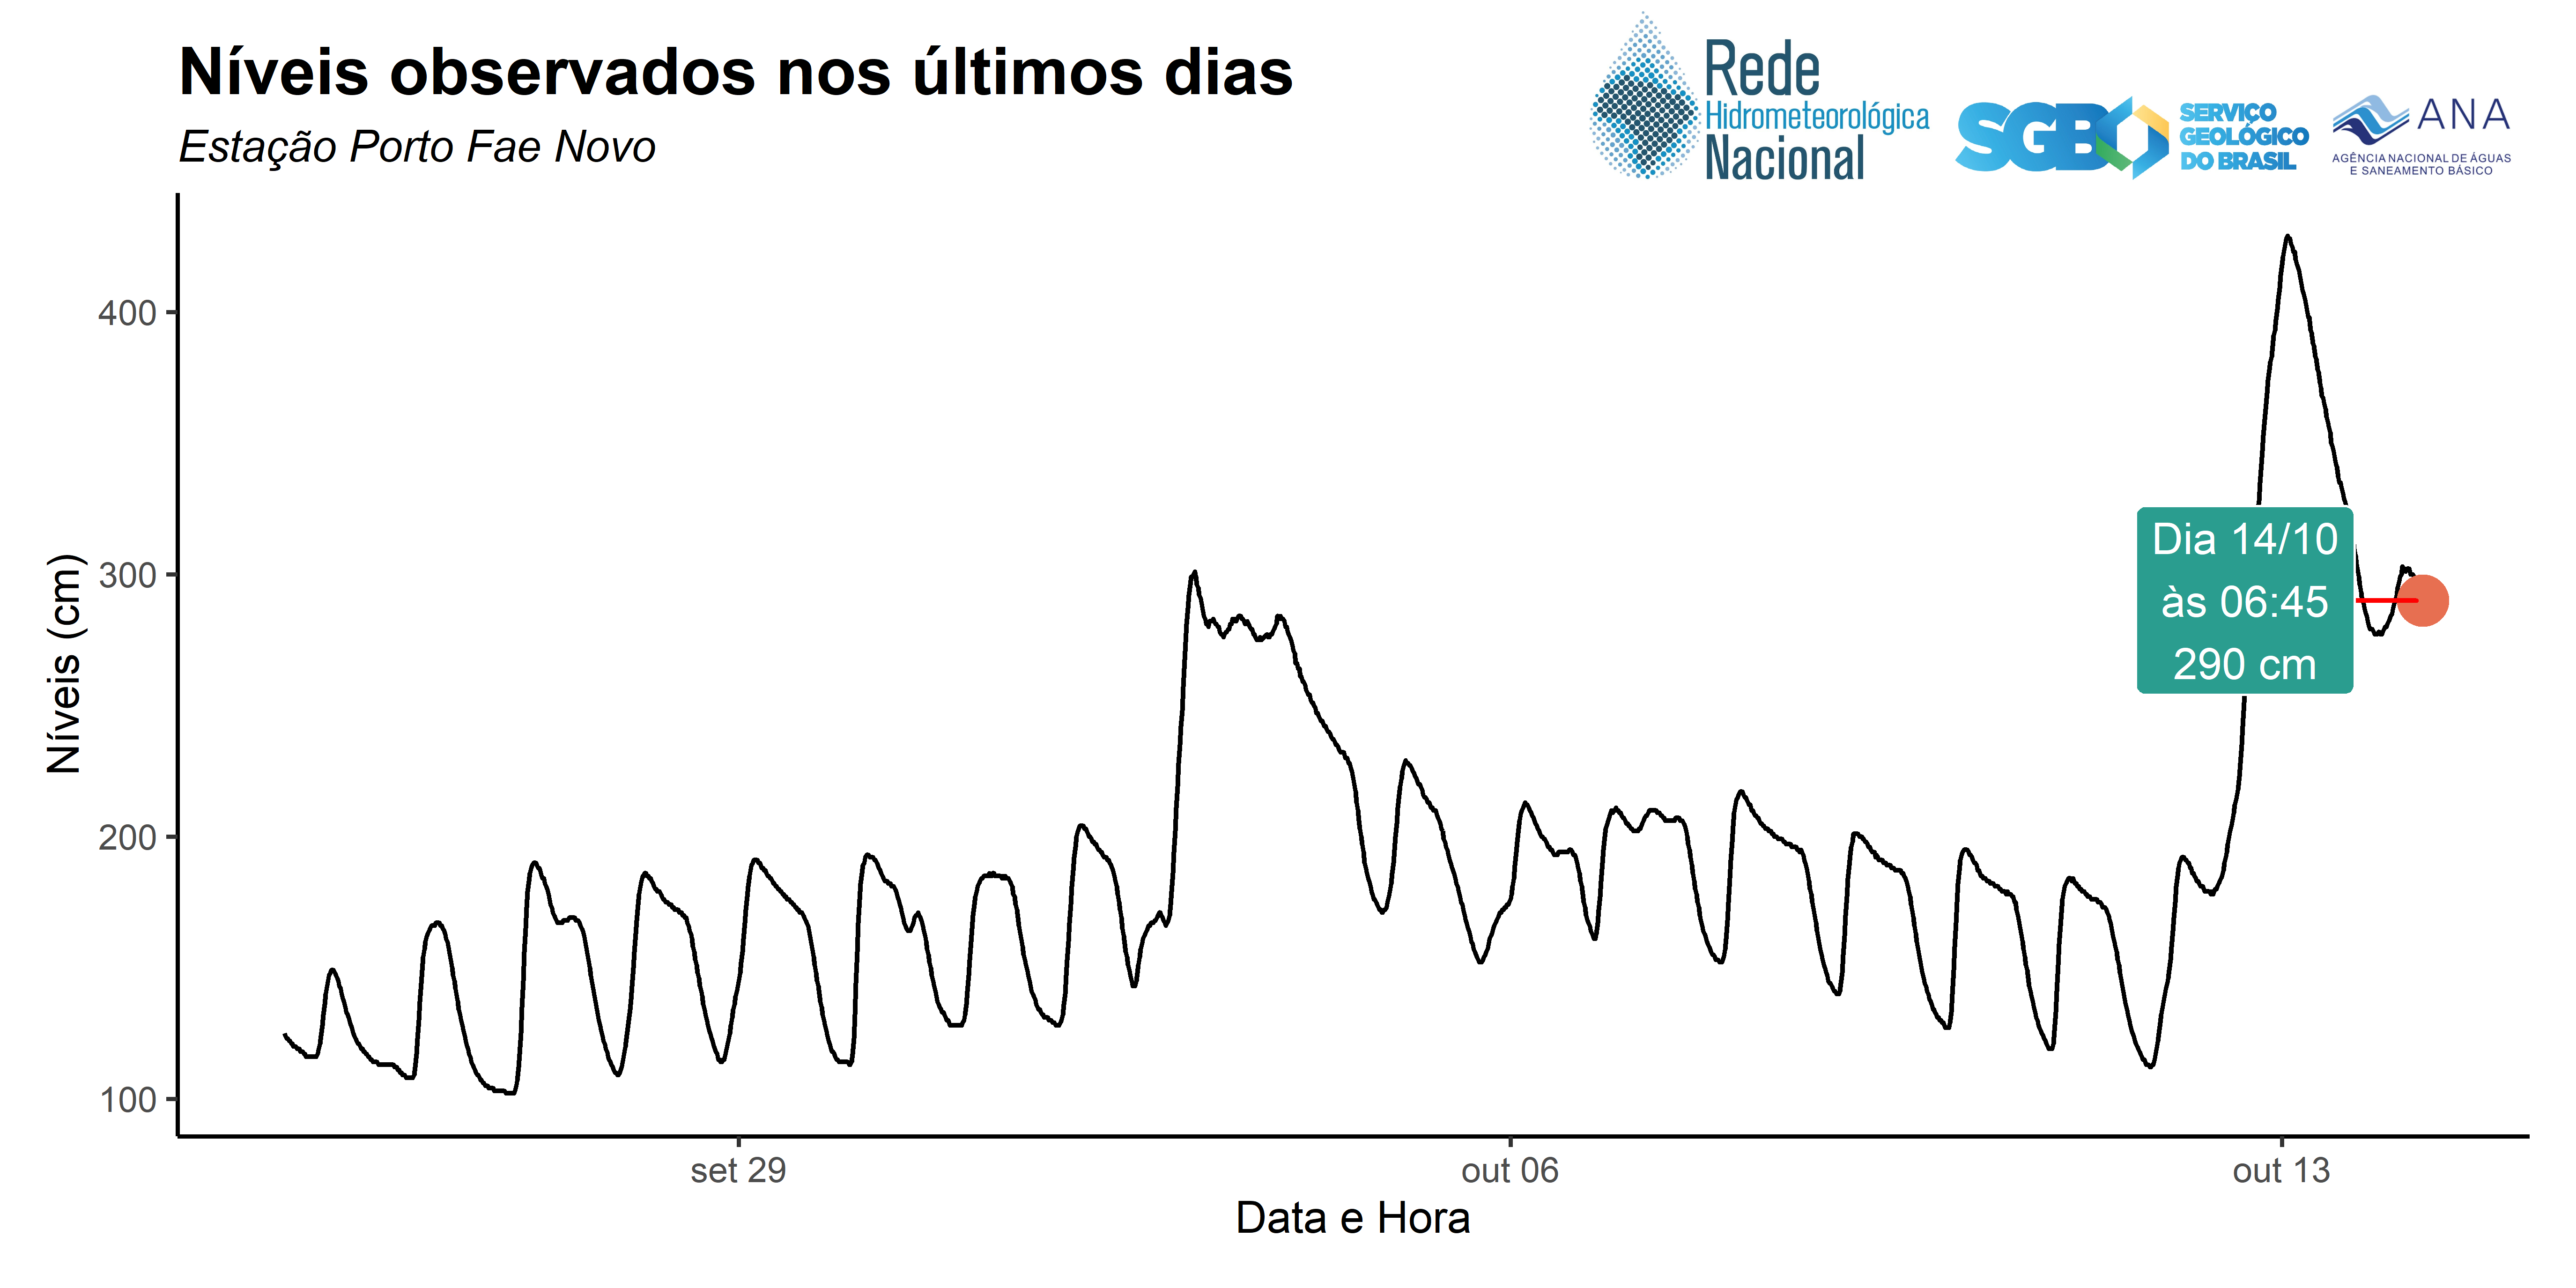 Níveis observados nos últimos dias
Estação Porto Fae Novo
Rede
Hidrometeorológica
Nacional
SGB
SERVIÇO
GEOLÓGICO
DO BRASIL
ANA
AGÊNCIA NACIONAL DE ÁGUAS
E SANEAMENTO BÁSICO
Níveis (cm)
400
300
200
100
Dia 14/10
às 06:45
290 cm
set 29
out 06
out 13
Data e Hora